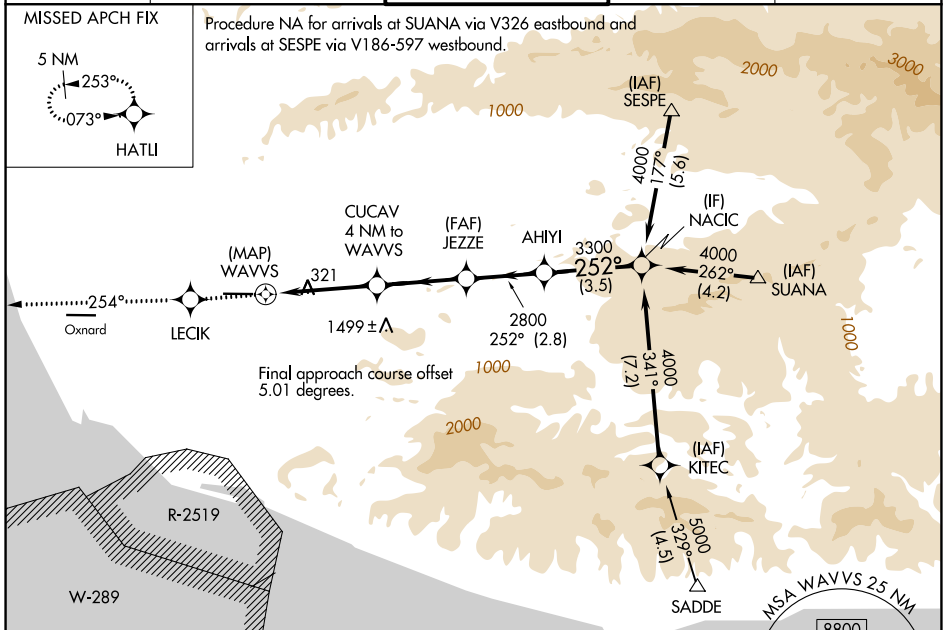 MISSED APCH FIX
5 NM
253°
073°
HATLI
Procedure NA for arrivals at SUANA via V326 eastbound and
arrivals at SESPE via V186-597 westbound.
1000
2000
3000
(IAF)
SESPE
4000
177°
(5.6)
(IF)
NACIC
4000
262°
(4.2)
(IAF)
SUANA
3300
252°
(3.5)
AHIYI
(FAF)
JEZZE
CUCAV
4 NM to
WAVVS
(MAP)
WAVVS
321
254°
LECIK
Oxnard
1499 ±
2800
252° (2.8)
Final approach course offset
5.01 degrees.
1000
2000
1000
4000
341°
(7.2)
(IAF)
KITEC
5000
329°
(4.5)
SADDE
R-2519
W-289
MSA WAVVS 25 NM
8800